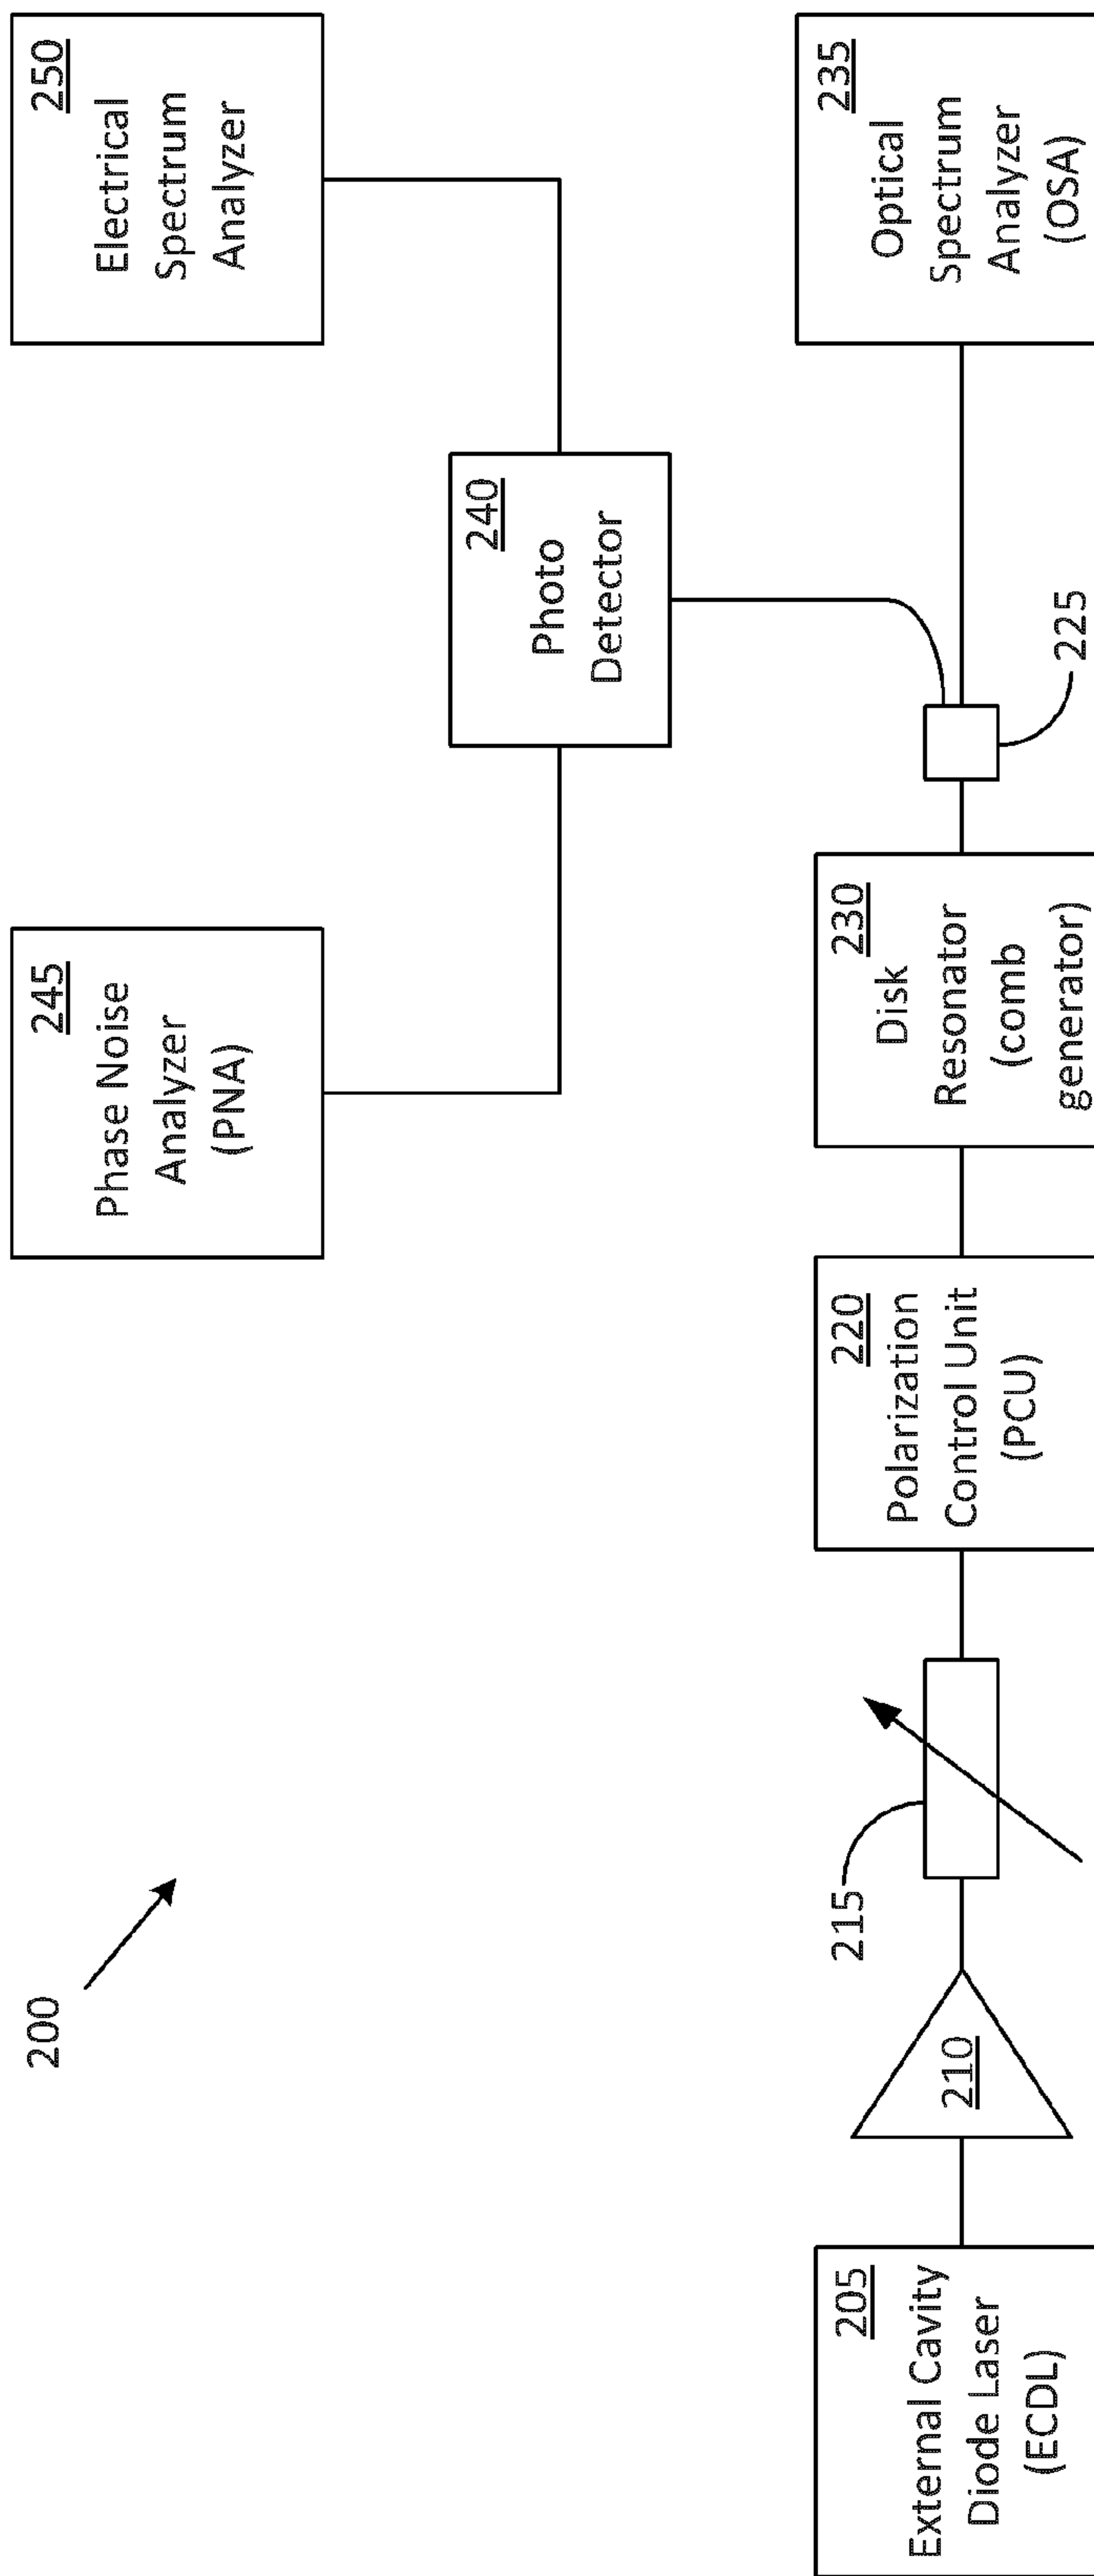 200
245
Phase Noise
Analyzer
(PNA)
250
Electrical
Spectrum
Analyzer
240
Photo
Detector
205
External Cavity
Diode Laser
(ECDL)
210
215
220
Polarization
Control Unit
(PCU)
230
Disk
Resonator
(comb
generator)
225
235
Optical
Spectrum
Analyzer
(OSA)